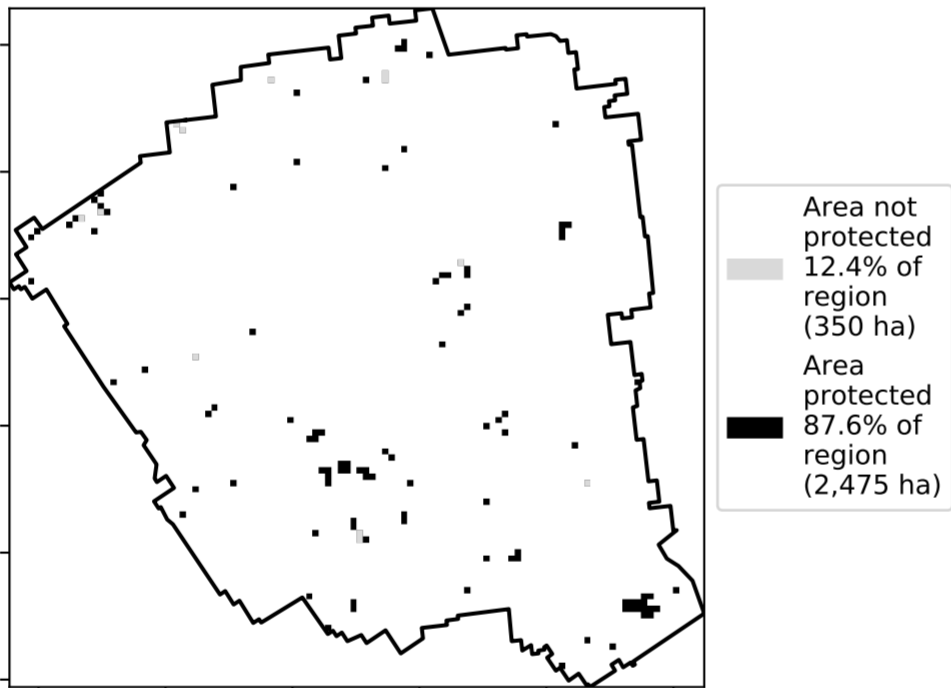 Area not
protected
12.4% of
region
(350 ha)
Area
protected
87.6% of
region
(2,475 ha)